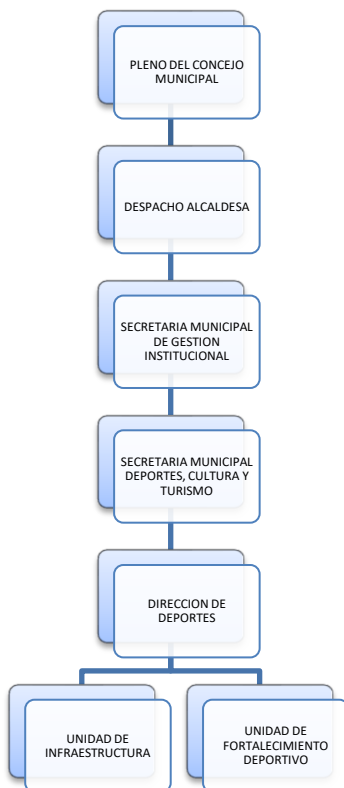 PLENO DEL CONCEJO
MUNICIPAL
DESPACHO ALCALDESA
SECRETARIA MUNICIPAL
DE GESTION
INSTITUCIONAL
SECRETARIA MUNICIPAL
DEPORTES, CULTURA Y
TURISMO
DIRECCION DE
DEPORTES
UNIDAD DE
INFRAESTRUCTURA
UNIDAD DE
FORTALECIMIENTO
DEPORTIVO